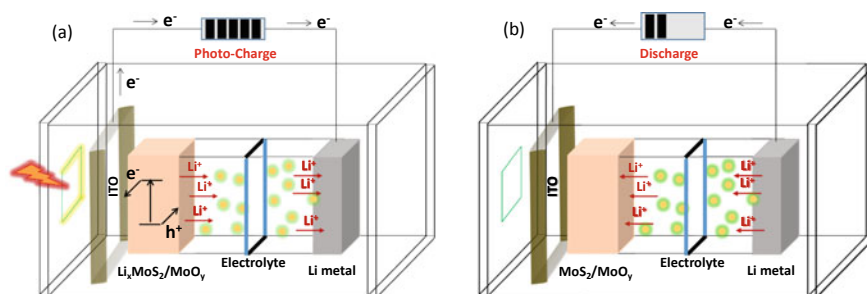 (a)
e⁻
e⁻
Photo-Charge
e⁻
ITO
e⁻
h⁺
Li⁺
Li⁺
Li⁺
Li⁺
Li⁺
Li⁺
LiₓMoS₂/MoOᵧ
Electrolyte
Li metal
(b)
e⁻
e⁻
Discharge
ITO
Li⁺
Li⁺
Li⁺
Li⁺
Li⁺
Li⁺
Li⁺
MoS₂/MoOᵧ
Electrolyte
Li metal